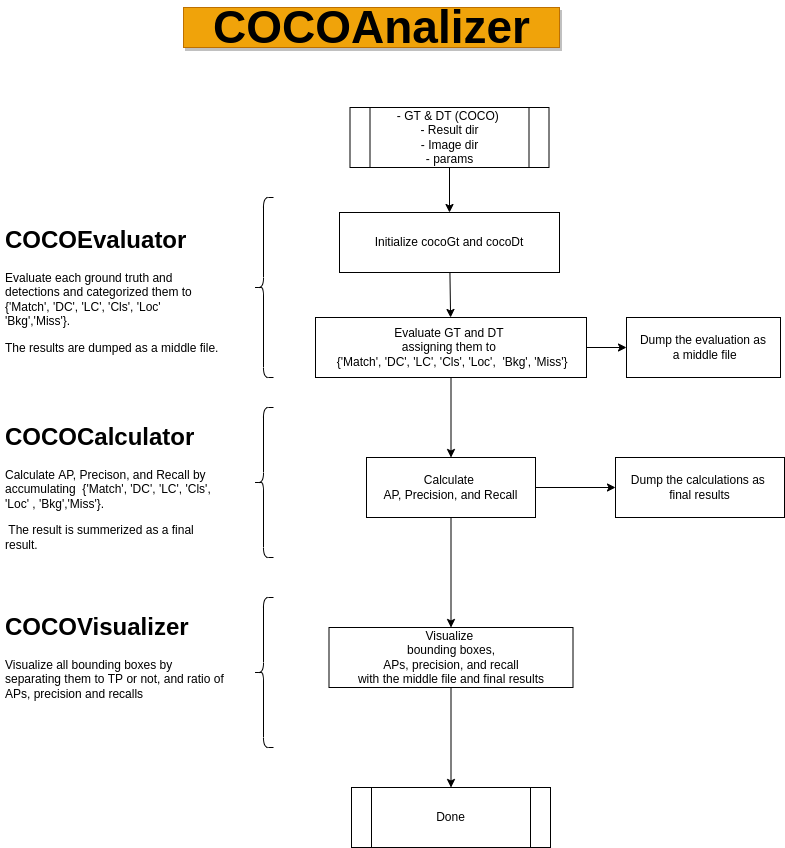 COCOAnalizer
- GT & DT (COCO)
- Result dir
- Image dir
- params
COCOEvaluator
Evaluate each ground truth and
detections and categorized them to
{'Match', 'DC', 'LC', 'Cls', 'Loc'
'Bkg','Miss'}.
The results are dumped as a middle file.
Initialize cocoGt and cocoDt
Evaluate GT and DT
assigning them to
{'Match', 'DC', 'LC', 'Cls', 'Loc', 'Bkg', 'Miss'}
Dump the evaluation as
a middle file
COCOCalculator
Calculate AP, Precison, and Recall by
accumulating {'Match', 'DC', 'LC', 'Cls',
'Loc' , 'Bkg','Miss'}.
The result is summerized as a final
result.
Calculate
AP, Precision, and Recall
Dump the calculations as
final results
COCOVisualizer
Visualize all bounding boxes by
separating them to TP or not, and ratio of
APs, precision and recalls
Visualize
bounding boxes,
APs, precision, and recall
with the middle file and final results
Done